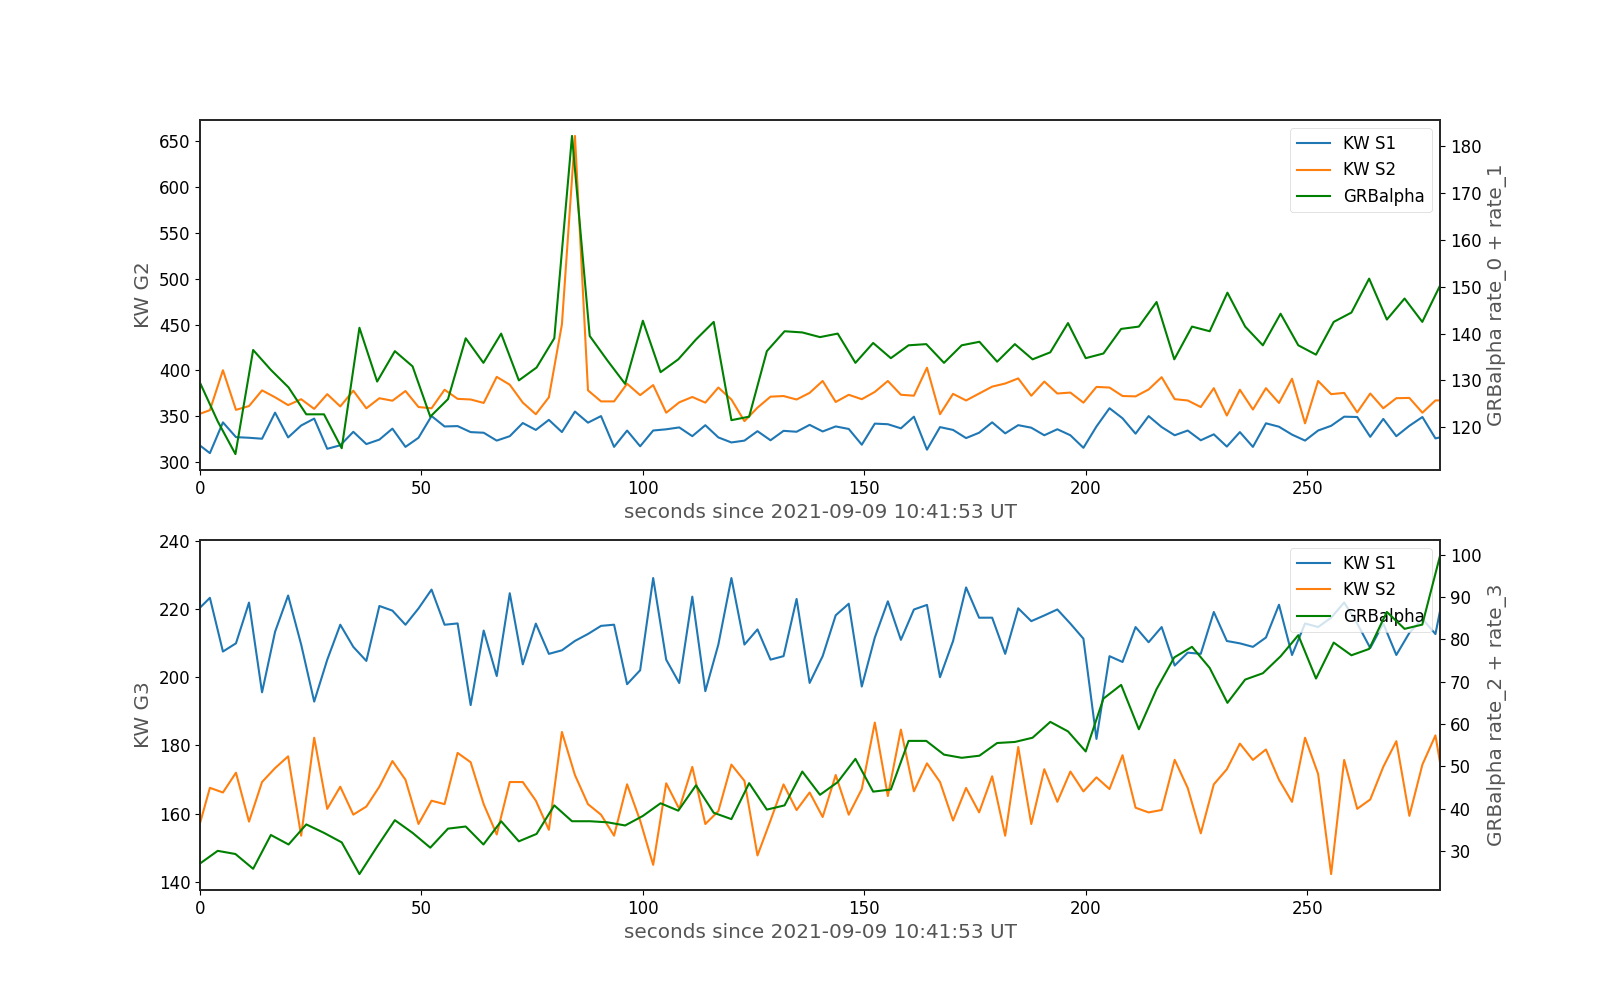 KW S1
KW S2
GRBalpha
650
600
550
500
450
400
350
300
180
170
160
150
140
130
120
KW G2
GRBalpha rate_0 + rate_1
0 50 100 150 200 250
seconds since 2021-09-09 10:41:53 UT
KW S1
KW S2
GRBalpha
240
220
200
180
160
140
100
90
80
70
60
50
40
30
KW G3
GRBalpha rate_2 + rate_3
0 50 100 150 200 250
seconds since 2021-09-09 10:41:53 UT